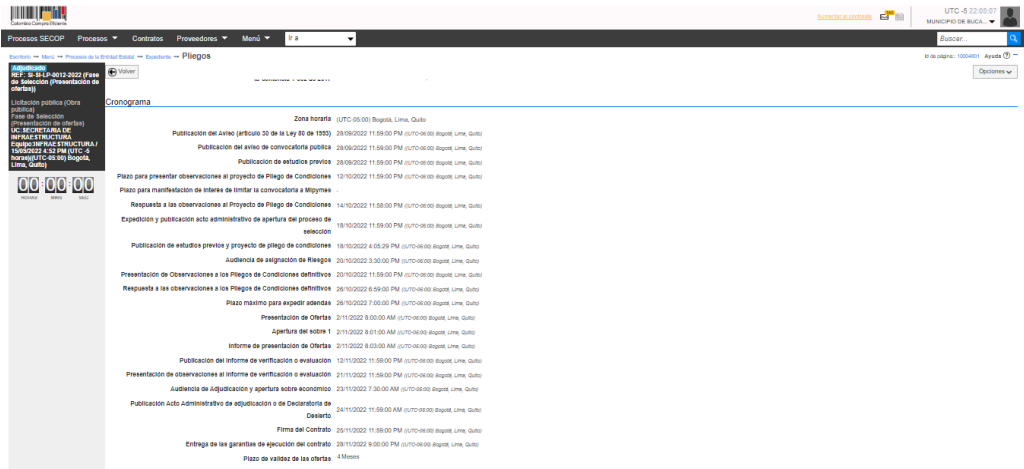 Colombia Compra Eficiente
Aumentar el contraste
UTC -5 22:08:07
MUNICIPIO DE BUCA...
Procesos SECOP Procesos Contratos Proveedores Menú Ir a Buscar...
Escritorio → Menú → Procesos de la Entidad Estatal → Expediente → Pliegos
Id de página:: 10004601 Ayuda
Volver
Opciones
Adjudicado
REF: SI-SI-LP-0012-2022 (Fase
de Selección (Presentación de
ofertas))
Licitación pública (Obra
pública)
Fase de Selección
(Presentación de ofertas)
UC: SECRETARIA DE
INFRAESTRUCTURA
Equipo:INFRAESTRUCTURA /
15/09/2022 4:52 PM (UTC -5
horas)((UTC-05:00) Bogotá,
Lima, Quito)
00 : 00 : 00
Cronograma
Zona horaria (UTC-05:00) Bogotá, Lima, Quito
Publicación del Aviso (artículo 30 de la Ley 80 de 1993) 28/09/2022 11:59:00 PM ((UTC-05:00) Bogotá, Lima, Quito)
Publicación del aviso de convocatoria pública 28/09/2022 11:59:00 PM ((UTC-05:00) Bogotá, Lima, Quito)
Publicación de estudios previos 28/09/2022 11:59:00 PM ((UTC-05:00) Bogotá, Lima, Quito)
Plazo para presentar observaciones al proyecto de Pliego de Condiciones 12/10/2022 11:59:00 PM ((UTC-05:00) Bogotá, Lima, Quito)
Plazo para manifestación de interés de limitar la convocatoria a Mipymes -
Respuesta a las observaciones al Proyecto de Pliego de Condiciones 14/10/2022 11:58:00 PM ((UTC-05:00) Bogotá, Lima, Quito)
Expedición y publicación acto administrativo de apertura del proceso de
selección 18/10/2022 11:59:00 PM ((UTC-05:00) Bogotá, Lima, Quito)
Publicación de estudios previos y proyecto de pliego de condiciones 18/10/2022 4:05:29 PM ((UTC-05:00) Bogotá, Lima, Quito)
Audiencia de asignación de Riesgos 20/10/2022 3:30:00 PM ((UTC-05:00) Bogotá, Lima, Quito)
Presentación de Observaciones a los Pliegos de Condiciones definitivos 20/10/2022 11:59:00 PM ((UTC-05:00) Bogotá, Lima, Quito)
Respuesta a las observaciones a los Pliegos de Condiciones definitivos 26/10/2022 6:59:00 PM ((UTC-05:00) Bogotá, Lima, Quito)
Plazo máximo para expedir adendas 26/10/2022 7:00:00 PM ((UTC-05:00) Bogotá, Lima, Quito)
Presentación de Ofertas 2/11/2022 8:00:00 AM ((UTC-05:00) Bogotá, Lima, Quito)
Apertura del sobre 1 2/11/2022 8:01:00 AM ((UTC-05:00) Bogotá, Lima, Quito)
Informe de presentación de Ofertas 2/11/2022 8:03:00 AM ((UTC-05:00) Bogotá, Lima, Quito)
Publicación del informe de verificación o evaluación 12/11/2022 11:59:00 PM ((UTC-05:00) Bogotá, Lima, Quito)
Presentación de observaciones al informe de verificación o evaluación 21/11/2022 11:59:00 PM ((UTC-05:00) Bogotá, Lima, Quito)
Audiencia de Adjudicación y apertura sobre económico 23/11/2022 7:30:00 AM ((UTC-05:00) Bogotá, Lima, Quito)
Publicación Acto Administrativo de adjudicación o de Declaratoria de
Desierto 24/11/2022 11:59:00 AM ((UTC-05:00) Bogotá, Lima, Quito)
Firma del Contrato 25/11/2022 11:59:00 PM ((UTC-05:00) Bogotá, Lima, Quito)
Entrega de las garantías de ejecución del contrato 28/11/2022 9:00:00 PM ((UTC-05:00) Bogotá, Lima, Quito)
Plazo de validez de las ofertas 4 Meses